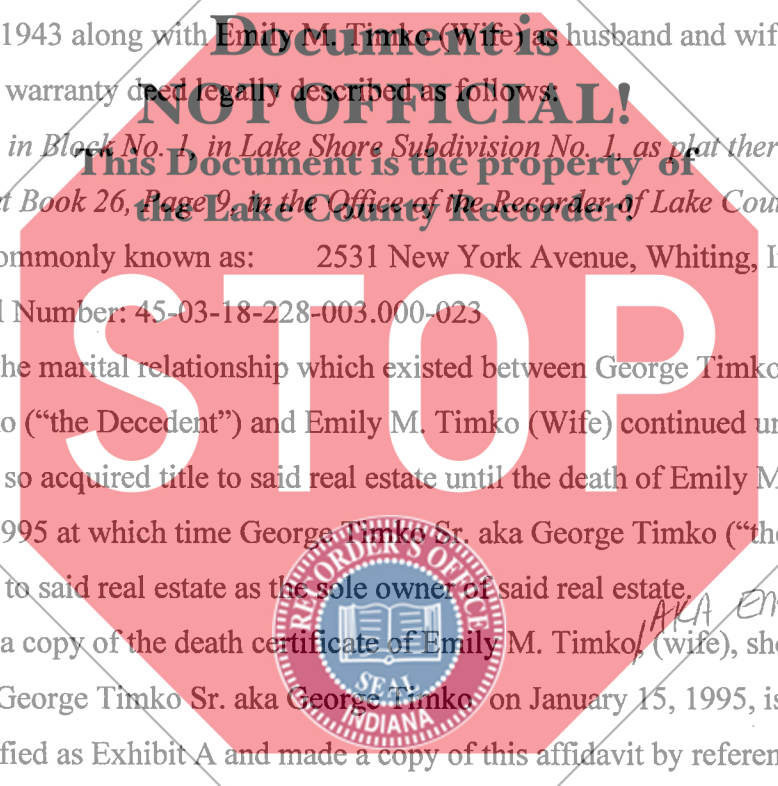 1943 along with Emily M. Timko (Wife) as husband and wif
Document is
warranty deed legally described as follows:
NOT OFFICIAL!
in Block No. 1, in Lake Shore Subdivision No. 1, as plat ther
This Document is the property of
t Book 26, Page 9, in the Office of the Recorder of Lake Cou
the Lake County Recorder!
ommonly known as: 2531 New York Avenue, Whiting, I
l Number: 45-03-18-228-003.000-023
STOP
the marital relationship which existed between George Timko
o ("the Decedent") and Emily M. Timko (Wife) continued un
so acquired title to said real estate until the death of Emily M
995 at which time George Timko Sr. aka George Timko ("the
to said real estate as the sole owner of said real estate.
AKA EM
a copy of the death certificate of Emily M. Timko, (wife), sho
George Timko Sr. aka George Timko on January 15, 1995, is
fied as Exhibit A and made a copy of this affidavit by referen
RECORDER'S OFFICE
SEAL
INDIANA